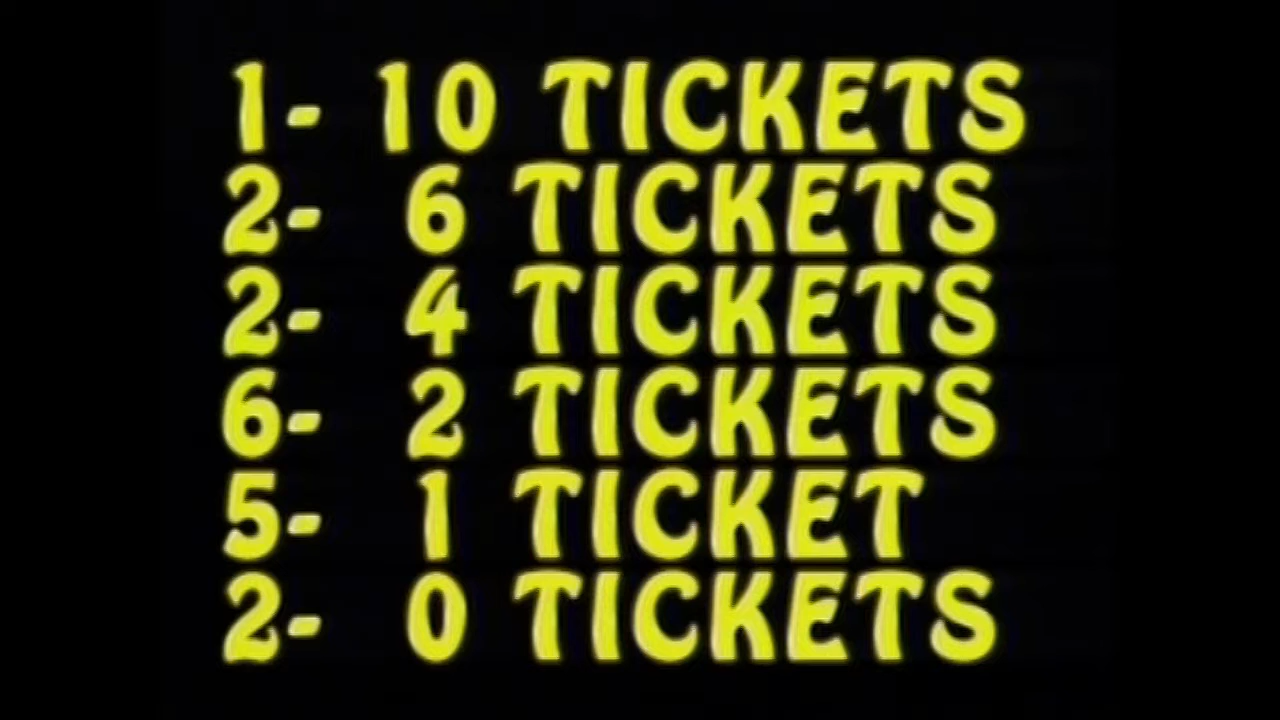 1- 10 TICKETS
2- 6 TICKETS
2- 4 TICKETS
6- 2 TICKETS
5- 1 TICKET
2- 0 TICKETS